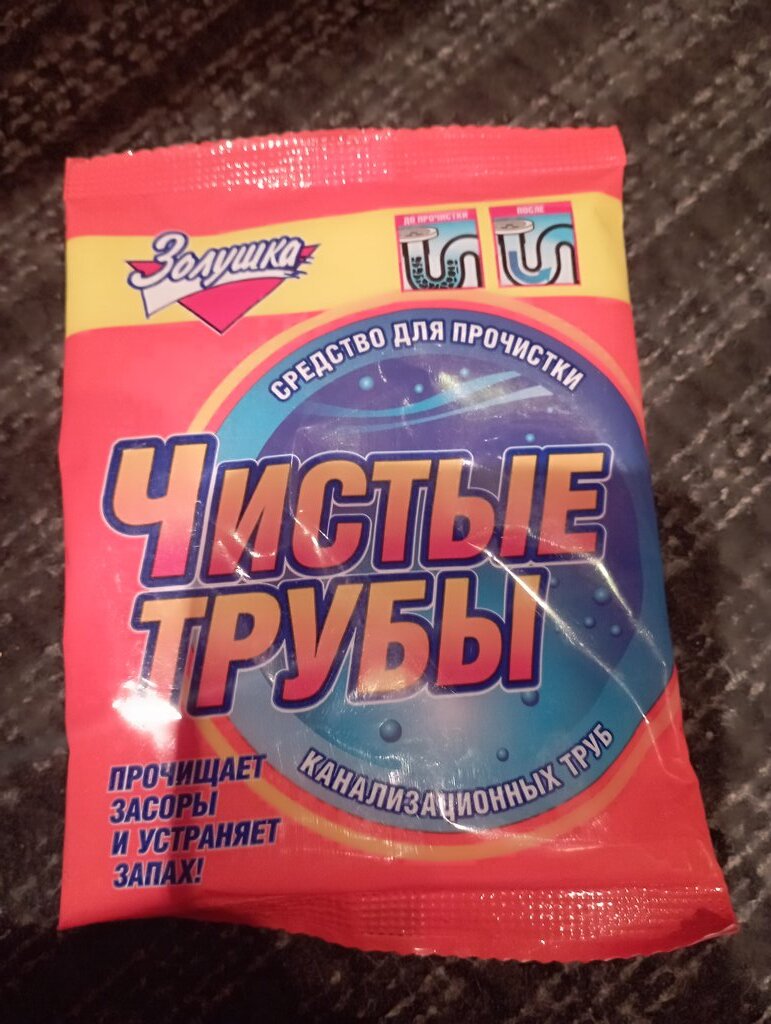 Золушка
ДО ПРОЧИСТКИ
ПОСЛЕ
СРЕДСТВО ДЛЯ ПРОЧИСТКИ
ЧИСТЫЕ
ТРУБЫ
КАНАЛИЗАЦИОННЫХ ТРУБ
ПРОЧИЩАЕТ
ЗАСОРЫ
И УСТРАНЯЕТ
ЗАПАХ!